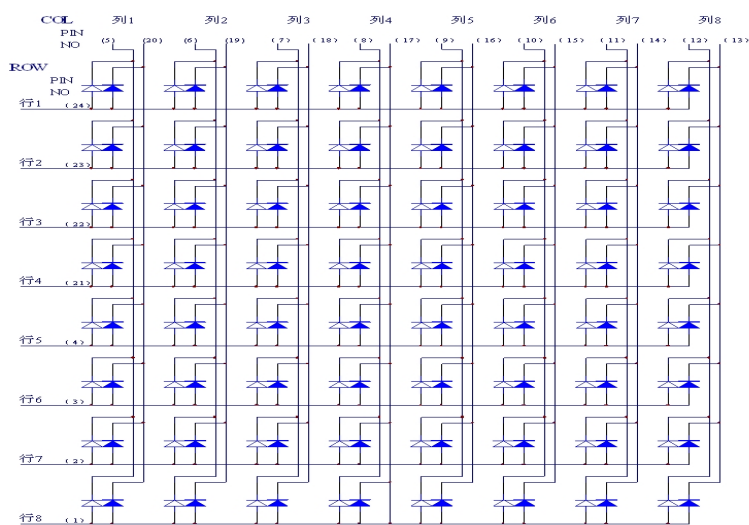 COL 列1 列2 列3 列4 列5 列6 列7 列8
PIN
NO (5) (20) (6) (19) (7) (18) (8) (17) (9) (16) (10) (15) (11) (14) (12) (13)
ROW
PIN
NO
行1 (24)
行2 (23)
行3 (22)
行4 (21)
行5 (4)
行6 (3)
行7 (2)
行8 (1)